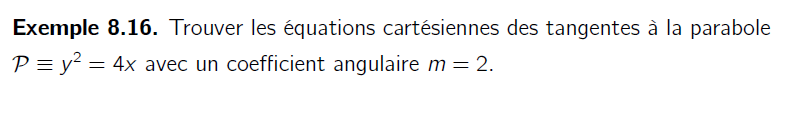 Exemple 8.16. Trouver les équations cartésiennes des tangentes à la parabole
𝒫 ≡ y² = 4x avec un coefficient angulaire m = 2.